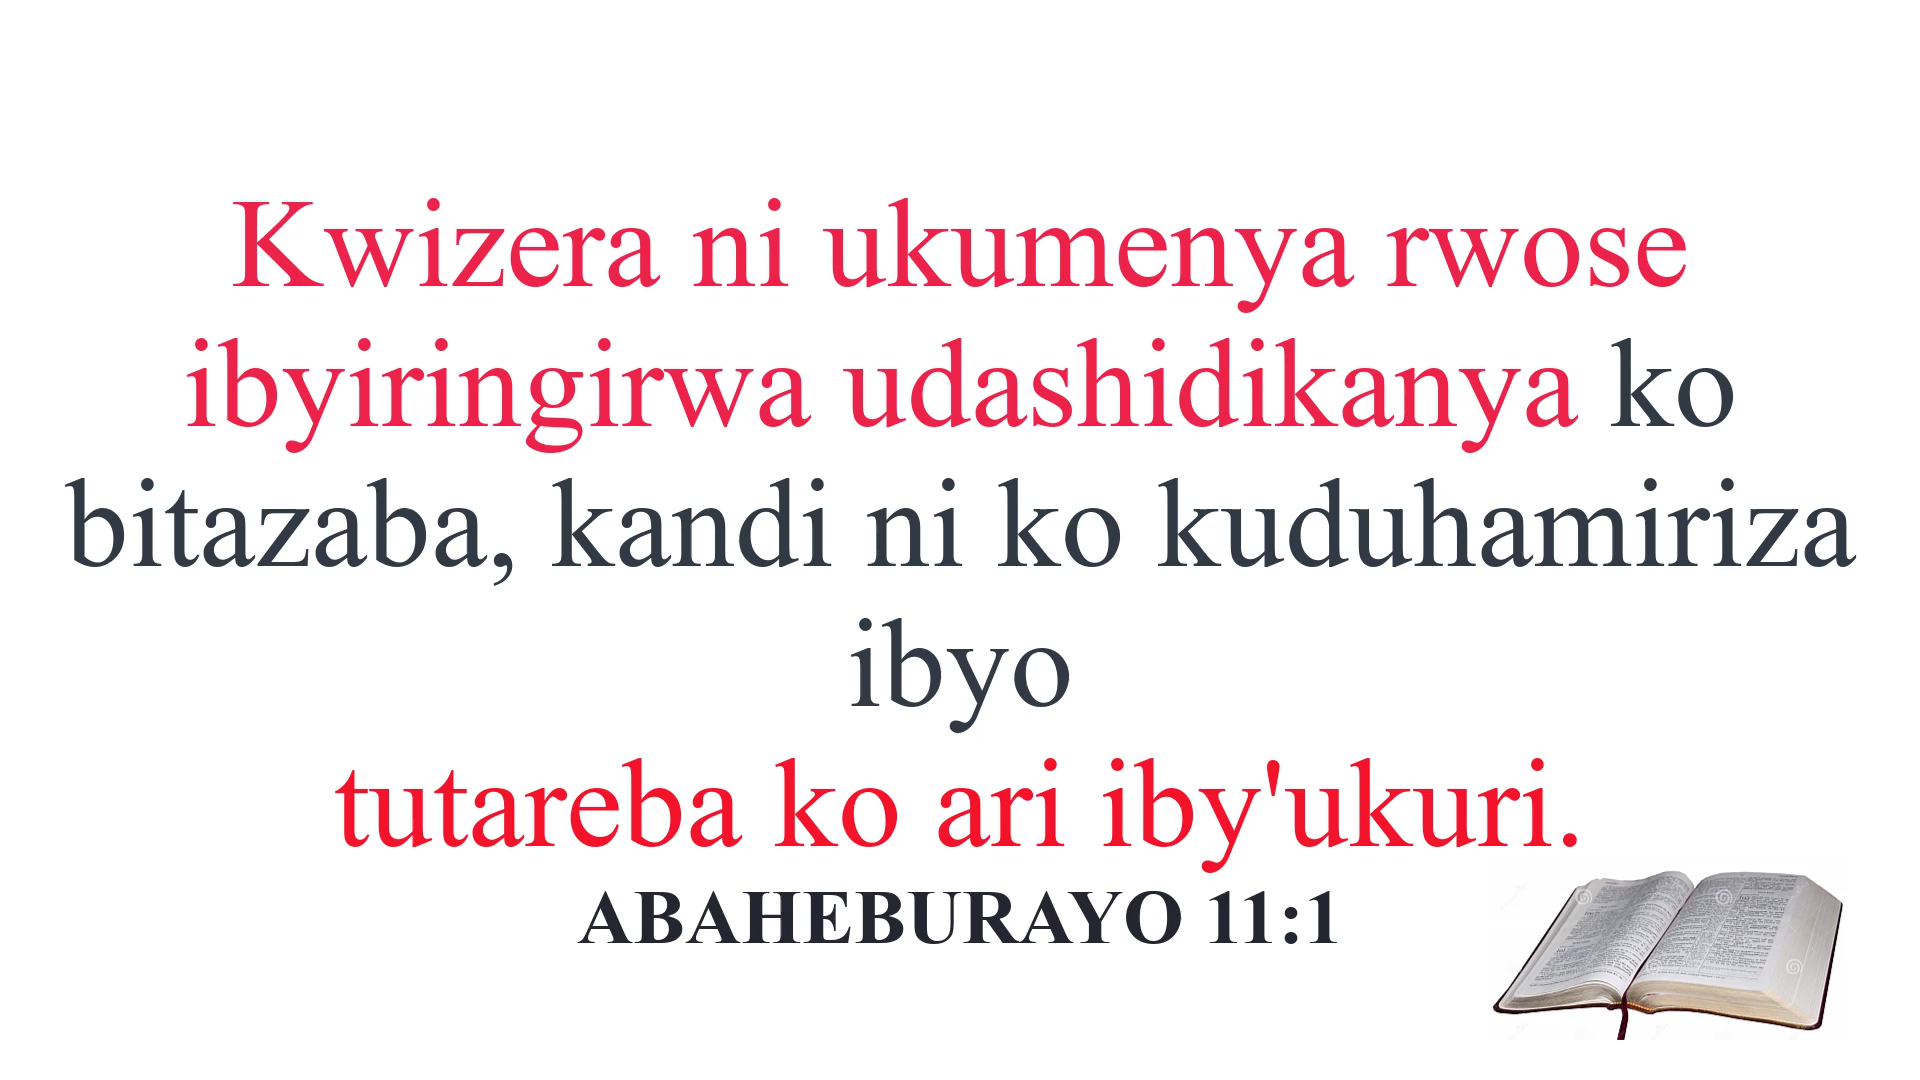 Kwizera ni ukumenya rwose
ibyiringirwa udashidikanya ko
bitazaba, kandi ni ko kuduhamiriza
ibyo
tutareba ko ari iby'ukuri.
ABAHEBURAYO 11:1